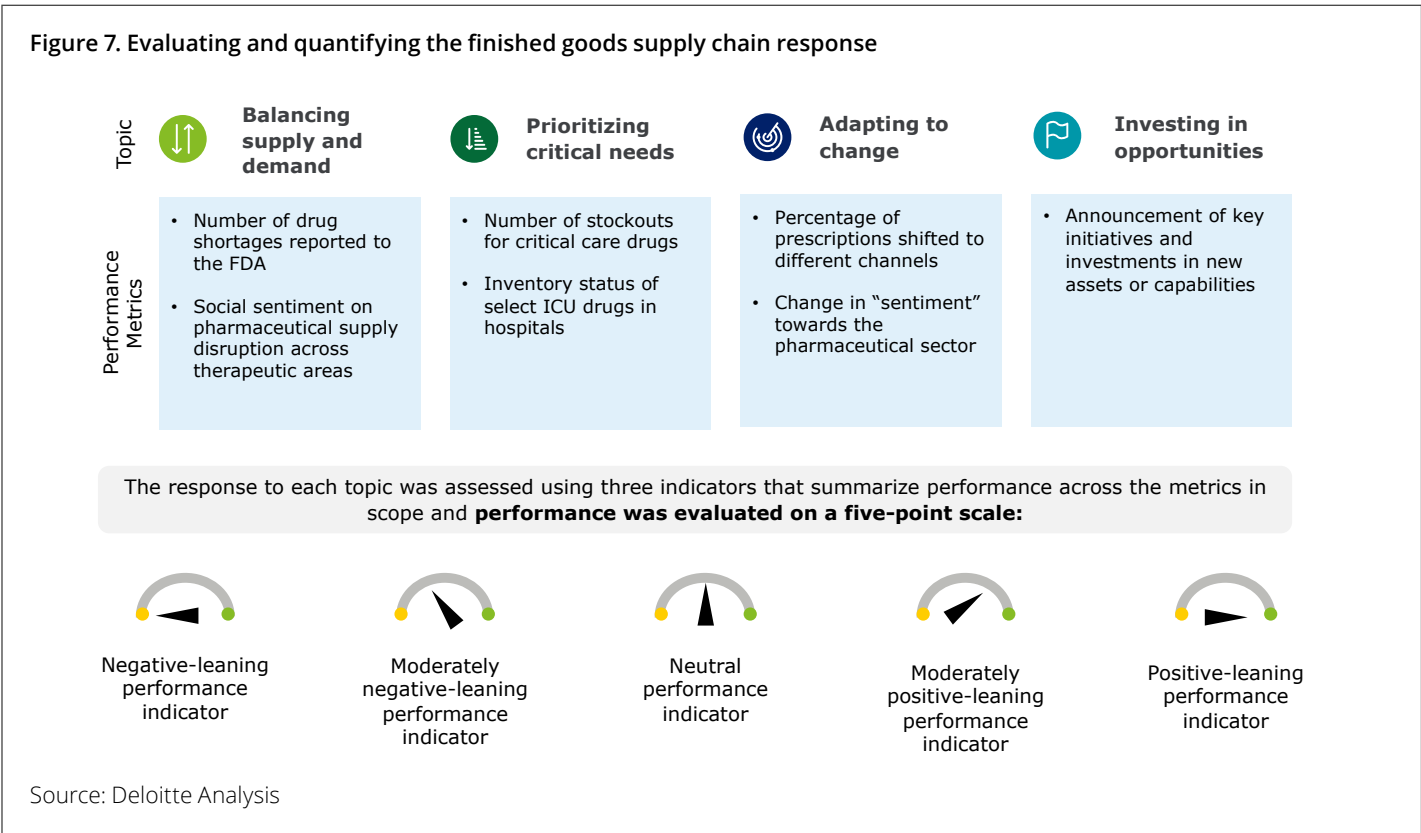 Figure 7. Evaluating and quantifying the finished goods supply chain response
Topic
Balancing
supply and
demand
Prioritizing
critical needs
Adapting to
change
Investing in
opportunities
Performance
Metrics
• Number of drug
shortages reported to
the FDA
• Social sentiment on
pharmaceutical supply
disruption across
therapeutic areas
• Number of stockouts
for critical care drugs
• Inventory status of
select ICU drugs in
hospitals
• Percentage of
prescriptions shifted to
different channels
• Change in “sentiment”
towards the
pharmaceutical sector
• Announcement of key
initiatives and
investments in new
assets or capabilities
The response to each topic was assessed using three indicators that summarize performance across the metrics in
scope and performance was evaluated on a five-point scale:
Negative-leaning
performance
indicator
Moderately
negative-leaning
performance
indicator
Neutral
performance
indicator
Moderately
positive-leaning
performance
indicator
Positive-leaning
performance
indicator
Source: Deloitte Analysis